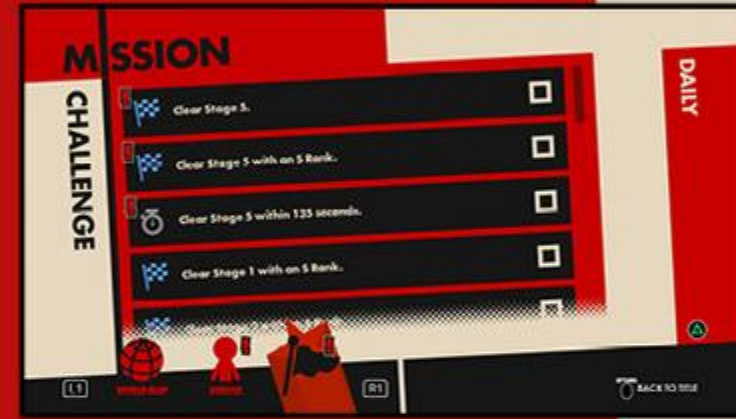 MISSION
CHALLENGE
DAILY
Clear Stage 5.
Clear Stage 5 with an S Rank.
Clear Stage 5 within 135 seconds.
Clear Stage 1 with an S Rank.
L1
R1
BACK TO TITLE